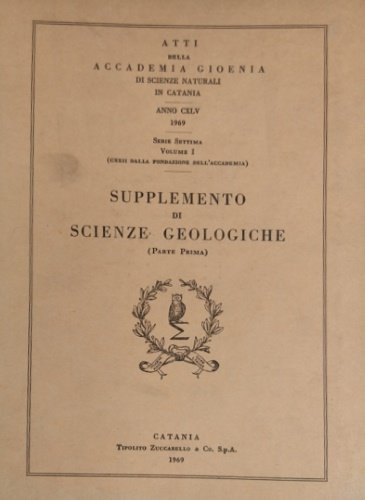 ATTI
DELLA
ACCADEMIA GIOENIA
DI SCIENZE NATURALI
IN CATANIA
ANNO CXLV
1969
SERIE SETTIMA
VOLUME I
(CXXII DALLA FONDAZIONE DELL'ACCADEMIA)
SUPPLEMENTO
DI
SCIENZE GEOLOGICHE
(PARTE PRIMA)
CATANIA
TIPOLITO ZUCCARELLO & CO. S.p.A.
1969